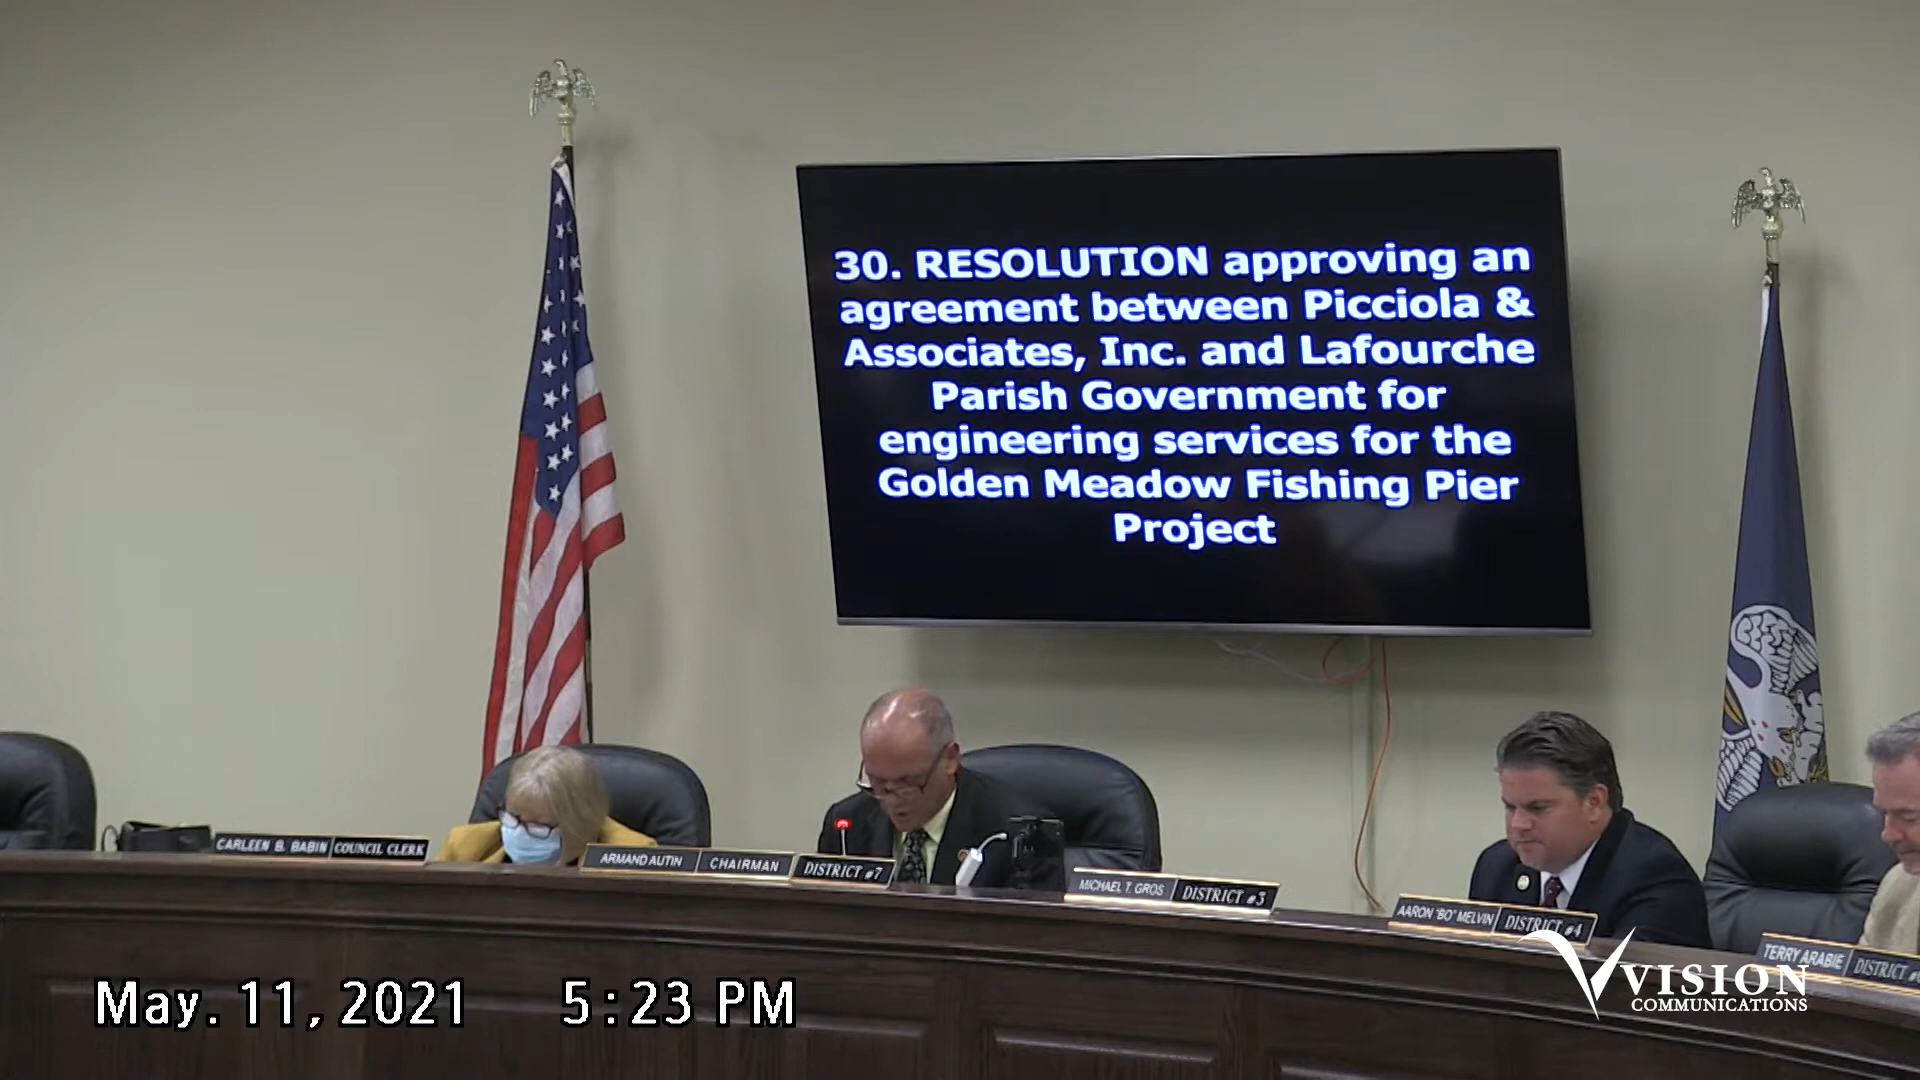 30. RESOLUTION approving an
agreement between Picciola &
Associates, Inc. and Lafourche
Parish Government for
engineering services for the
Golden Meadow Fishing Pier
Project
CARLEEN B. BABIN COUNCIL CLERK
ARMAND AUTIN CHAIRMAN DISTRICT #7
MICHAEL T. GROS DISTRICT #3
AARON "BO" MELVIN DISTRICT #4
TERRY ARABIE DISTRICT
VISION
COMMUNICATIONS
May. 11, 2021 5:23 PM